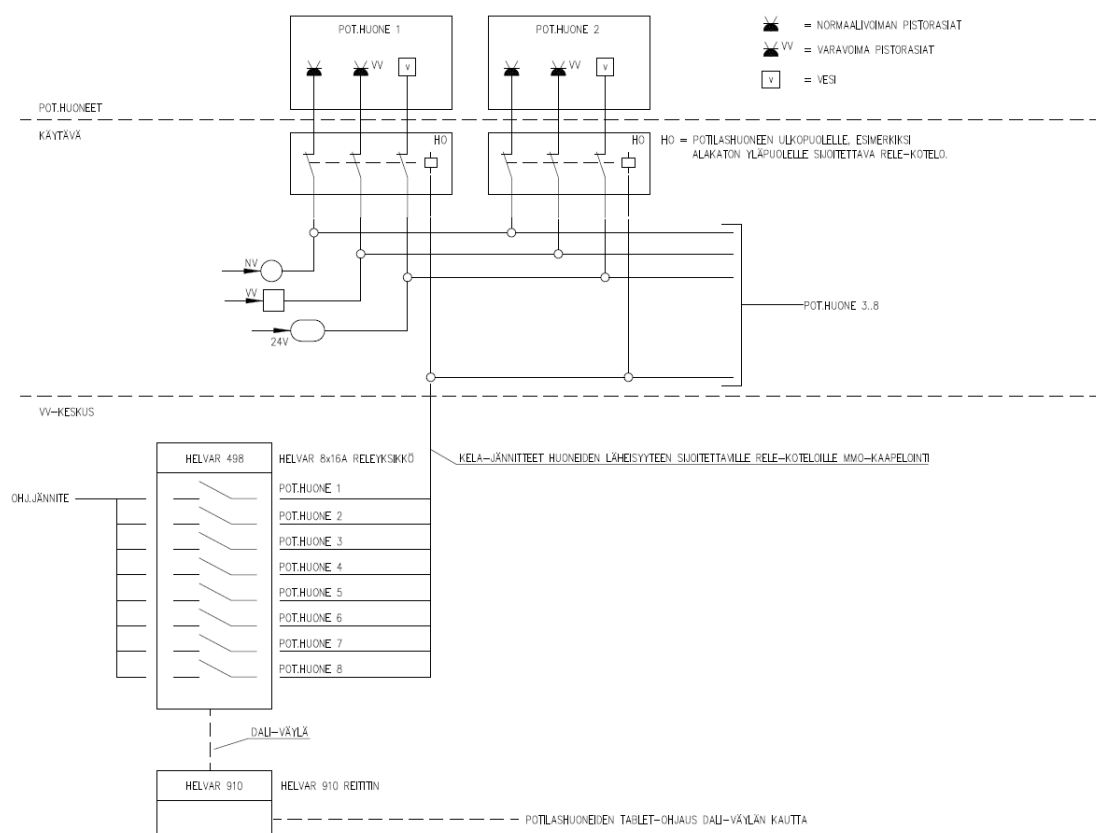 POT.HUONE 1
POT.HUONE 2
= NORMAALIVOIMAN PISTORASIAT
VV = VARAVOIMA PISTORASIAT
V = VESI
VV
V
VV
V
POT.HUONEET
KÄYTÄVÄ
HO
HO
HO = POTILASHUONEEN ULKOPUOLELLE, ESIMERKIKSI
ALAKATON YLÄPUOLELLE SIJOITETTAVA RELE-KOTELO.
NV
VV
24V
POT.HUONE 3..8
VV-KESKUS
HELVAR 498
HELVAR 8x16A RELEYKSIKKÖ
KELA-JÄNNITTEET HUONEIDEN LÄHEISYYTEEN SIJOITETTAVILLE RELE-KOTELOILLE MMO-KAAPELOINTI
OHJ.JÄNNITE
POT.HUONE 1
POT.HUONE 2
POT.HUONE 3
POT.HUONE 4
POT.HUONE 5
POT.HUONE 6
POT.HUONE 7
POT.HUONE 8
DALI-VÄYLÄ
HELVAR 910
HELVAR 910 REITITIN
POTILASHUONEIDEN TABLET-OHJAUS DALI-VÄYLÄN KAUTTA